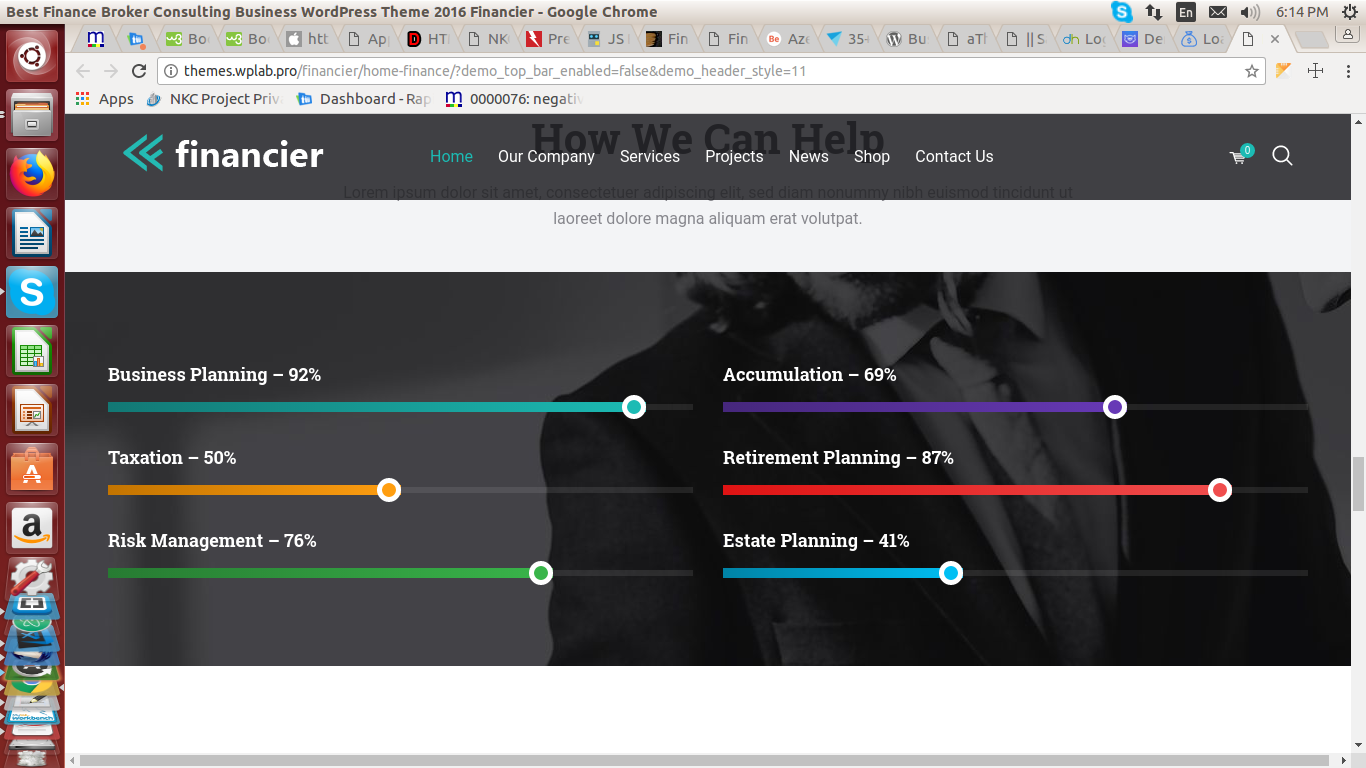 Best Finance Broker Consulting Business WordPress Theme 2016 Financier - Google Chrome
En
6:14 PM
Bo
Bo
htt
Ap
HT
NK
Pre
JS
Fin
Fin
Aze
35+
Bu
aTl
|| S
Lo
De
Loa
themes.wplab.pro/financier/home-finance/?demo_top_bar_enabled=false&demo_header_style=11
Apps
NKC Project Priv
Dashboard - Rap
0000076: negativ
How We Can Help
financier
Home
Our Company
Services
Projects
News
Shop
Contact Us
0
Lorem ipsum dolor sit amet, consectetuer adipiscing elit, sed diam nonummy nibh euismod tincidunt ut
laoreet dolore magna aliquam erat volutpat.
Business Planning – 92%
Accumulation – 69%
Taxation – 50%
Retirement Planning – 87%
Risk Management – 76%
Estate Planning – 41%